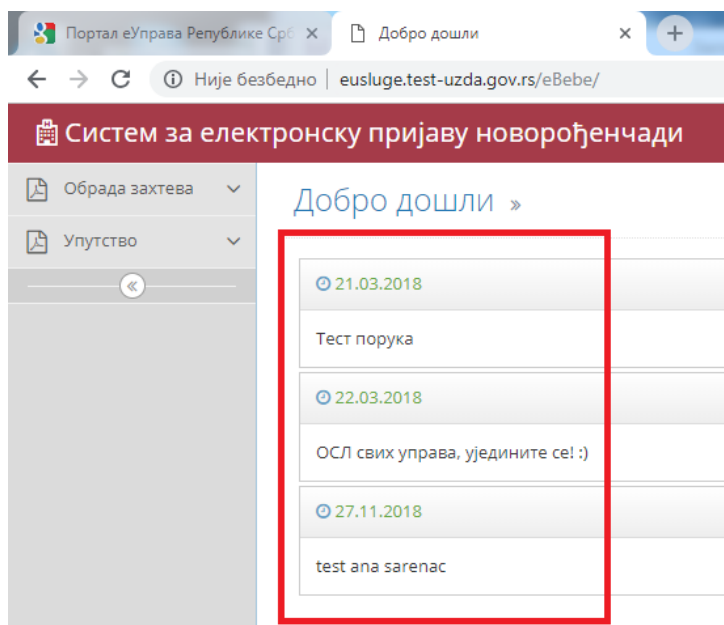 Портал еУправа Републике Срб
Добро дошли
Није безбедно | eusluge.test-uzda.gov.rs/eBebe/
Систем за електронску пријаву новорођенчади
Обрада захтева
Упутство
Добро дошли »
21.03.2018
Тест порука
22.03.2018
ОСЛ свих управа, уједините се! :)
27.11.2018
test ana sarenac